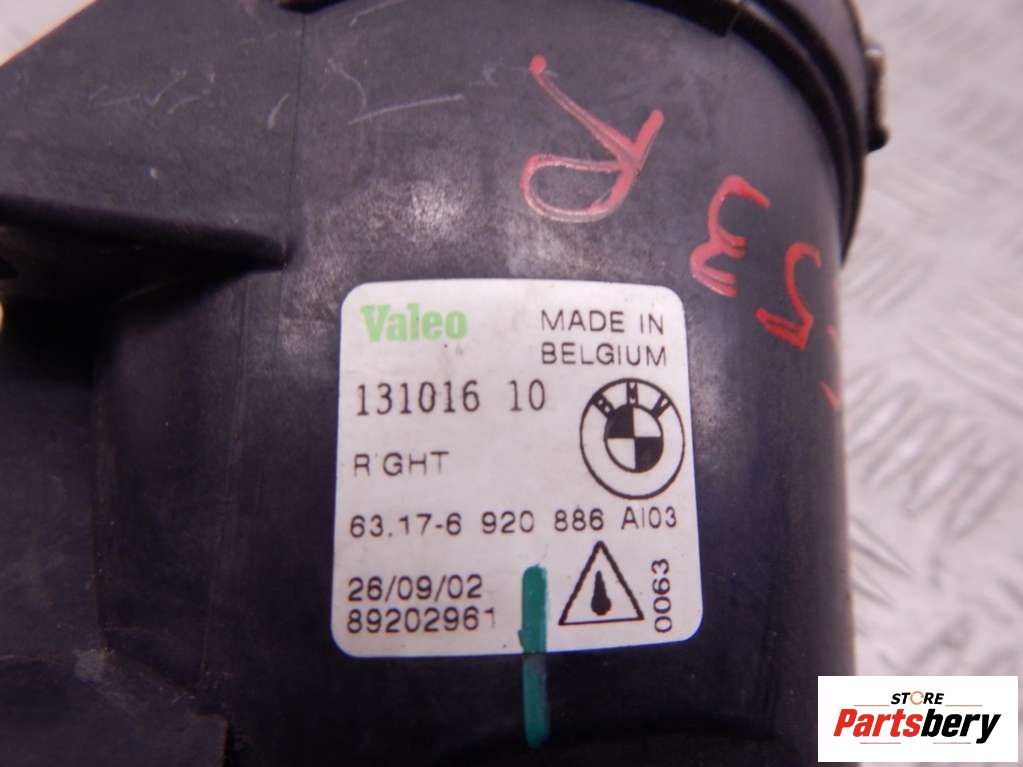 R
Valeo
MADE IN
BELGIUM
131016 10
BMW
R'GHT
63.17-6 920 886 AI03
26/09/02
89202961
0063
STORE
Partsbery